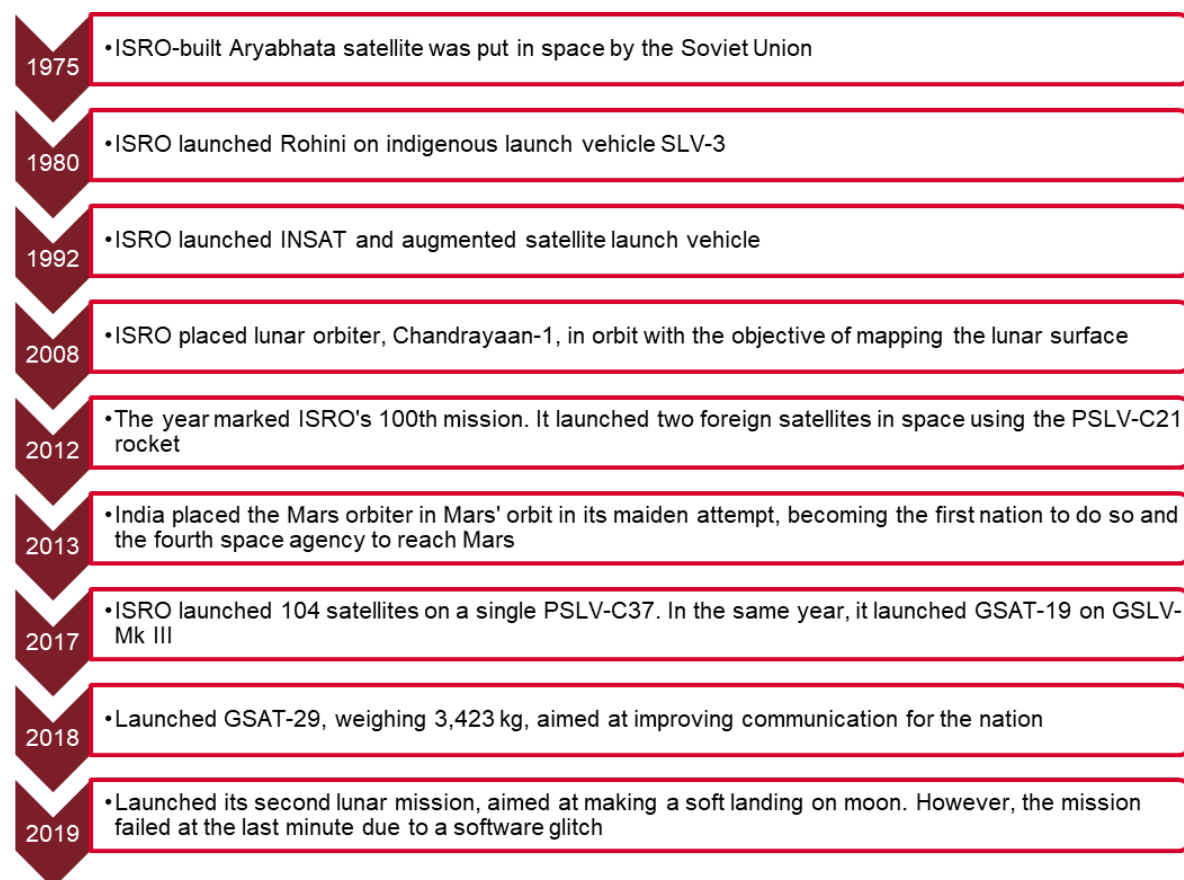 1975
•ISRO-built Aryabhata satellite was put in space by the Soviet Union
1980
•ISRO launched Rohini on indigenous launch vehicle SLV-3
1992
•ISRO launched INSAT and augmented satellite launch vehicle
2008
•ISRO placed lunar orbiter, Chandrayaan-1, in orbit with the objective of mapping the lunar surface
2012
•The year marked ISRO's 100th mission. It launched two foreign satellites in space using the PSLV-C21
rocket
2013
•India placed the Mars orbiter in Mars' orbit in its maiden attempt, becoming the first nation to do so and
the fourth space agency to reach Mars
2017
•ISRO launched 104 satellites on a single PSLV-C37. In the same year, it launched GSAT-19 on GSLV-
Mk III
2018
•Launched GSAT-29, weighing 3,423 kg, aimed at improving communication for the nation
2019
•Launched its second lunar mission, aimed at making a soft landing on moon. However, the mission
failed at the last minute due to a software glitch